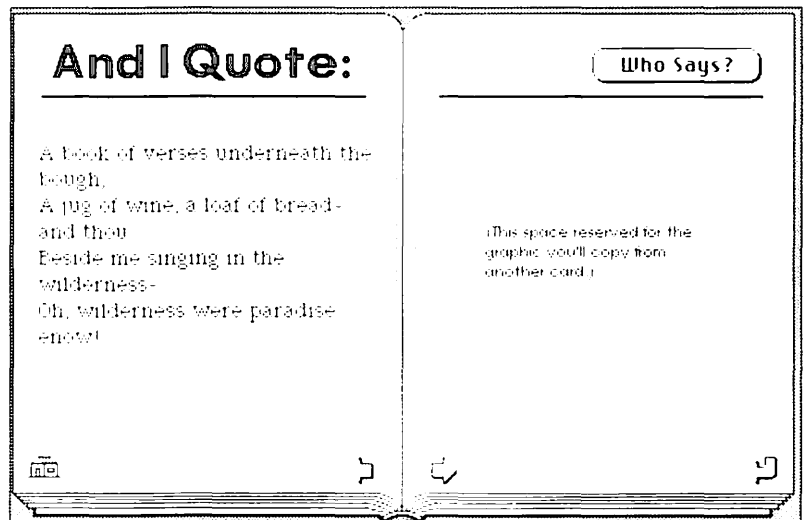 And I Quote:
A book of verses underneath the
bough,
A jug of wine, a loaf of bread-
and thou
Beside me singing in the
wilderness-
Oh, wilderness were paradise
enow!
Who Says?
(This space reserved for the
graphic you'll copy from
another card.)